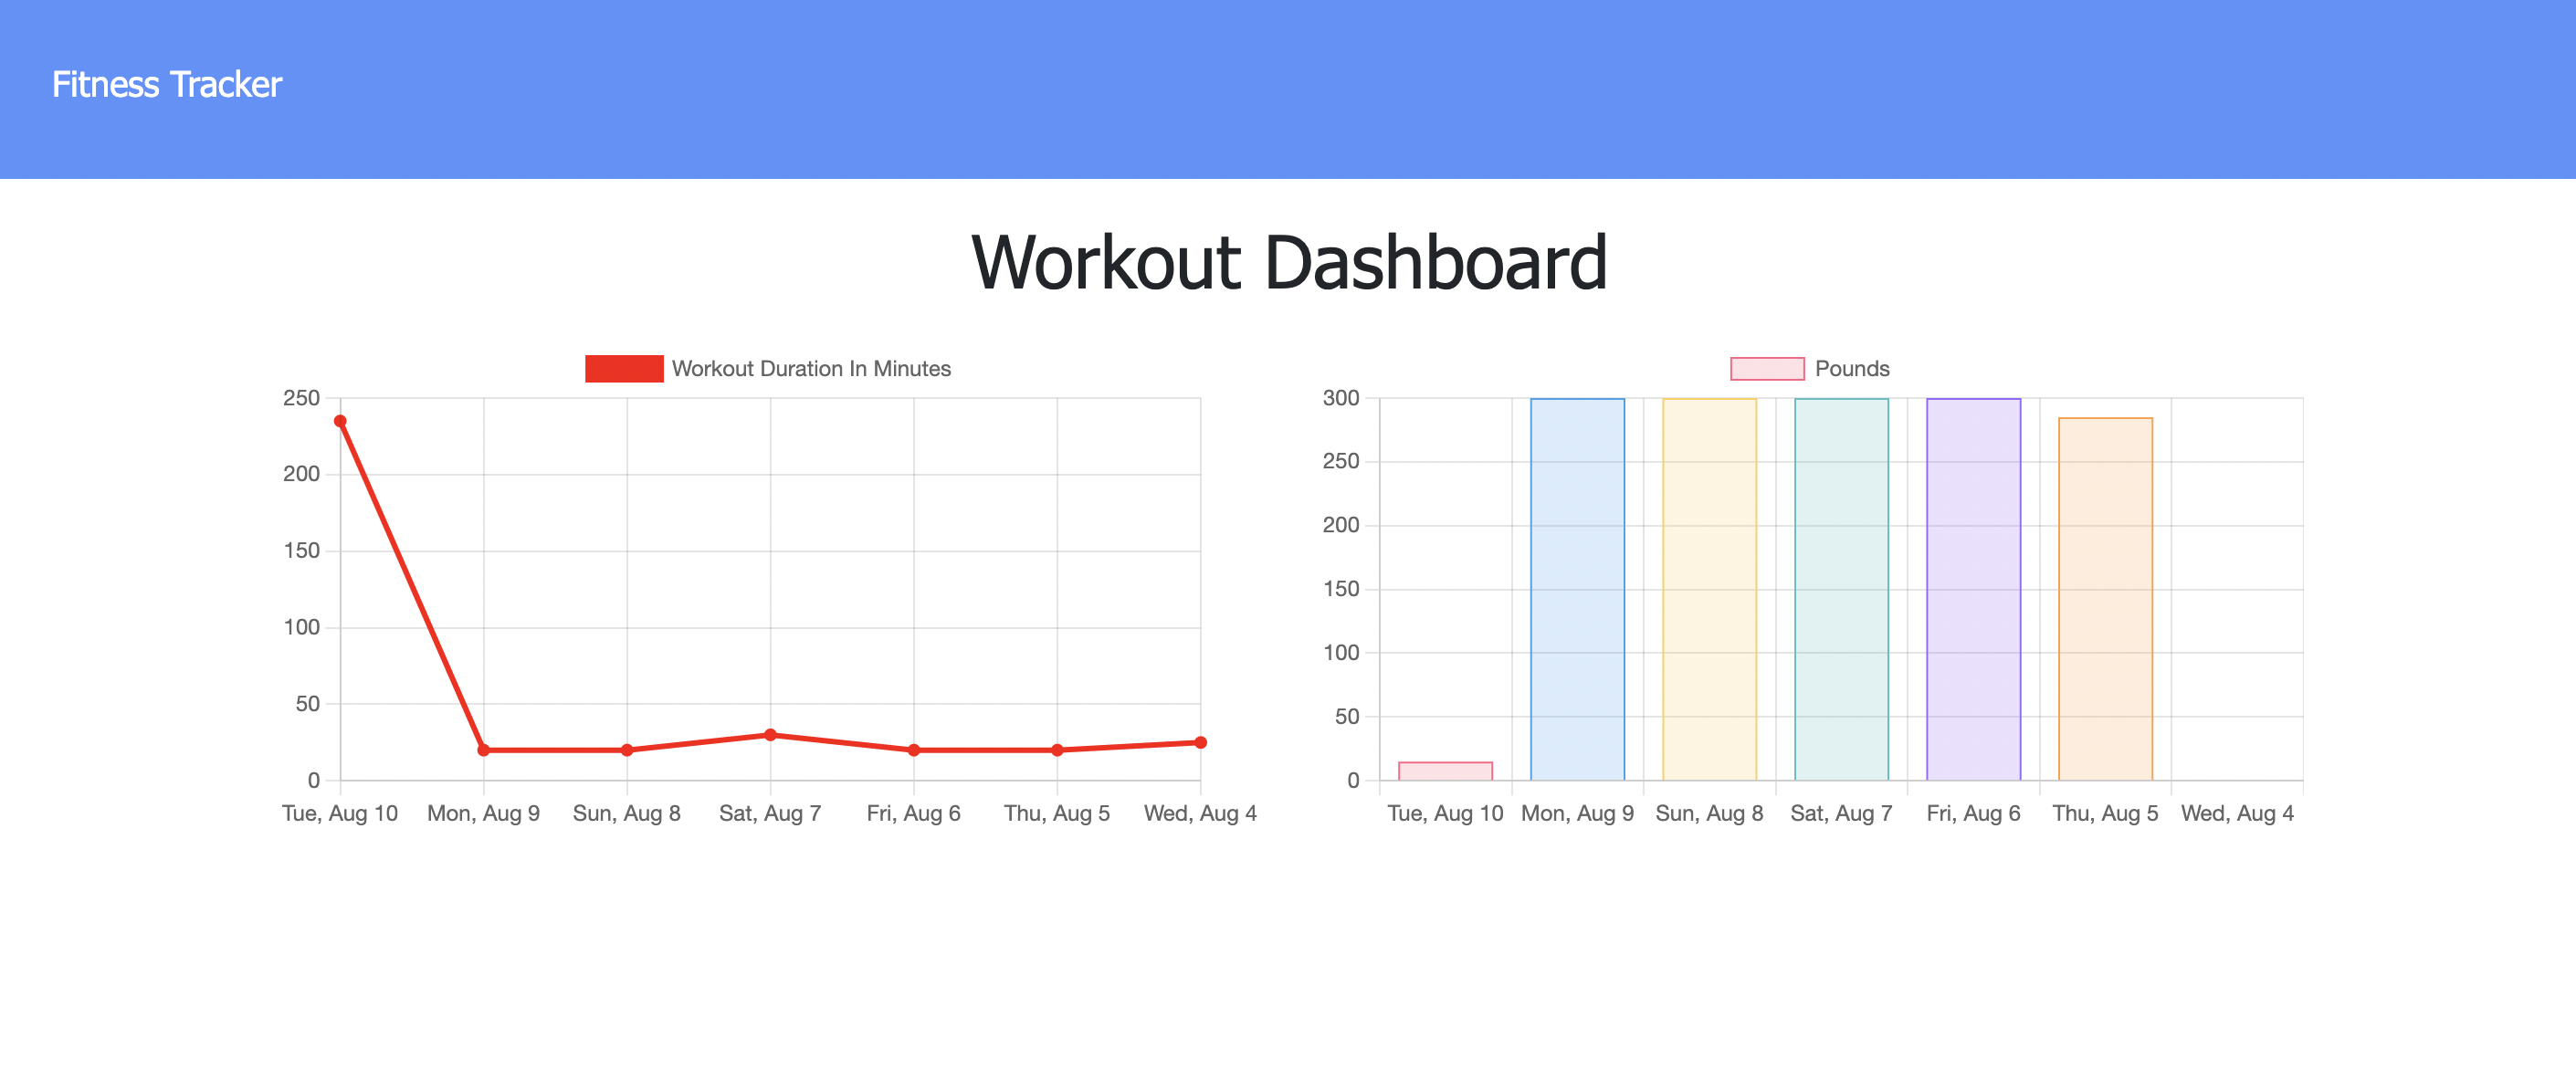 Fitness Tracker
Workout Dashboard
Workout Duration In Minutes
250
200
150
100
50
0
Tue, Aug 10 Mon, Aug 9 Sun, Aug 8 Sat, Aug 7 Fri, Aug 6 Thu, Aug 5 Wed, Aug 4
Pounds
300
250
200
150
100
50
0
Tue, Aug 10 Mon, Aug 9 Sun, Aug 8 Sat, Aug 7 Fri, Aug 6 Thu, Aug 5 Wed, Aug 4